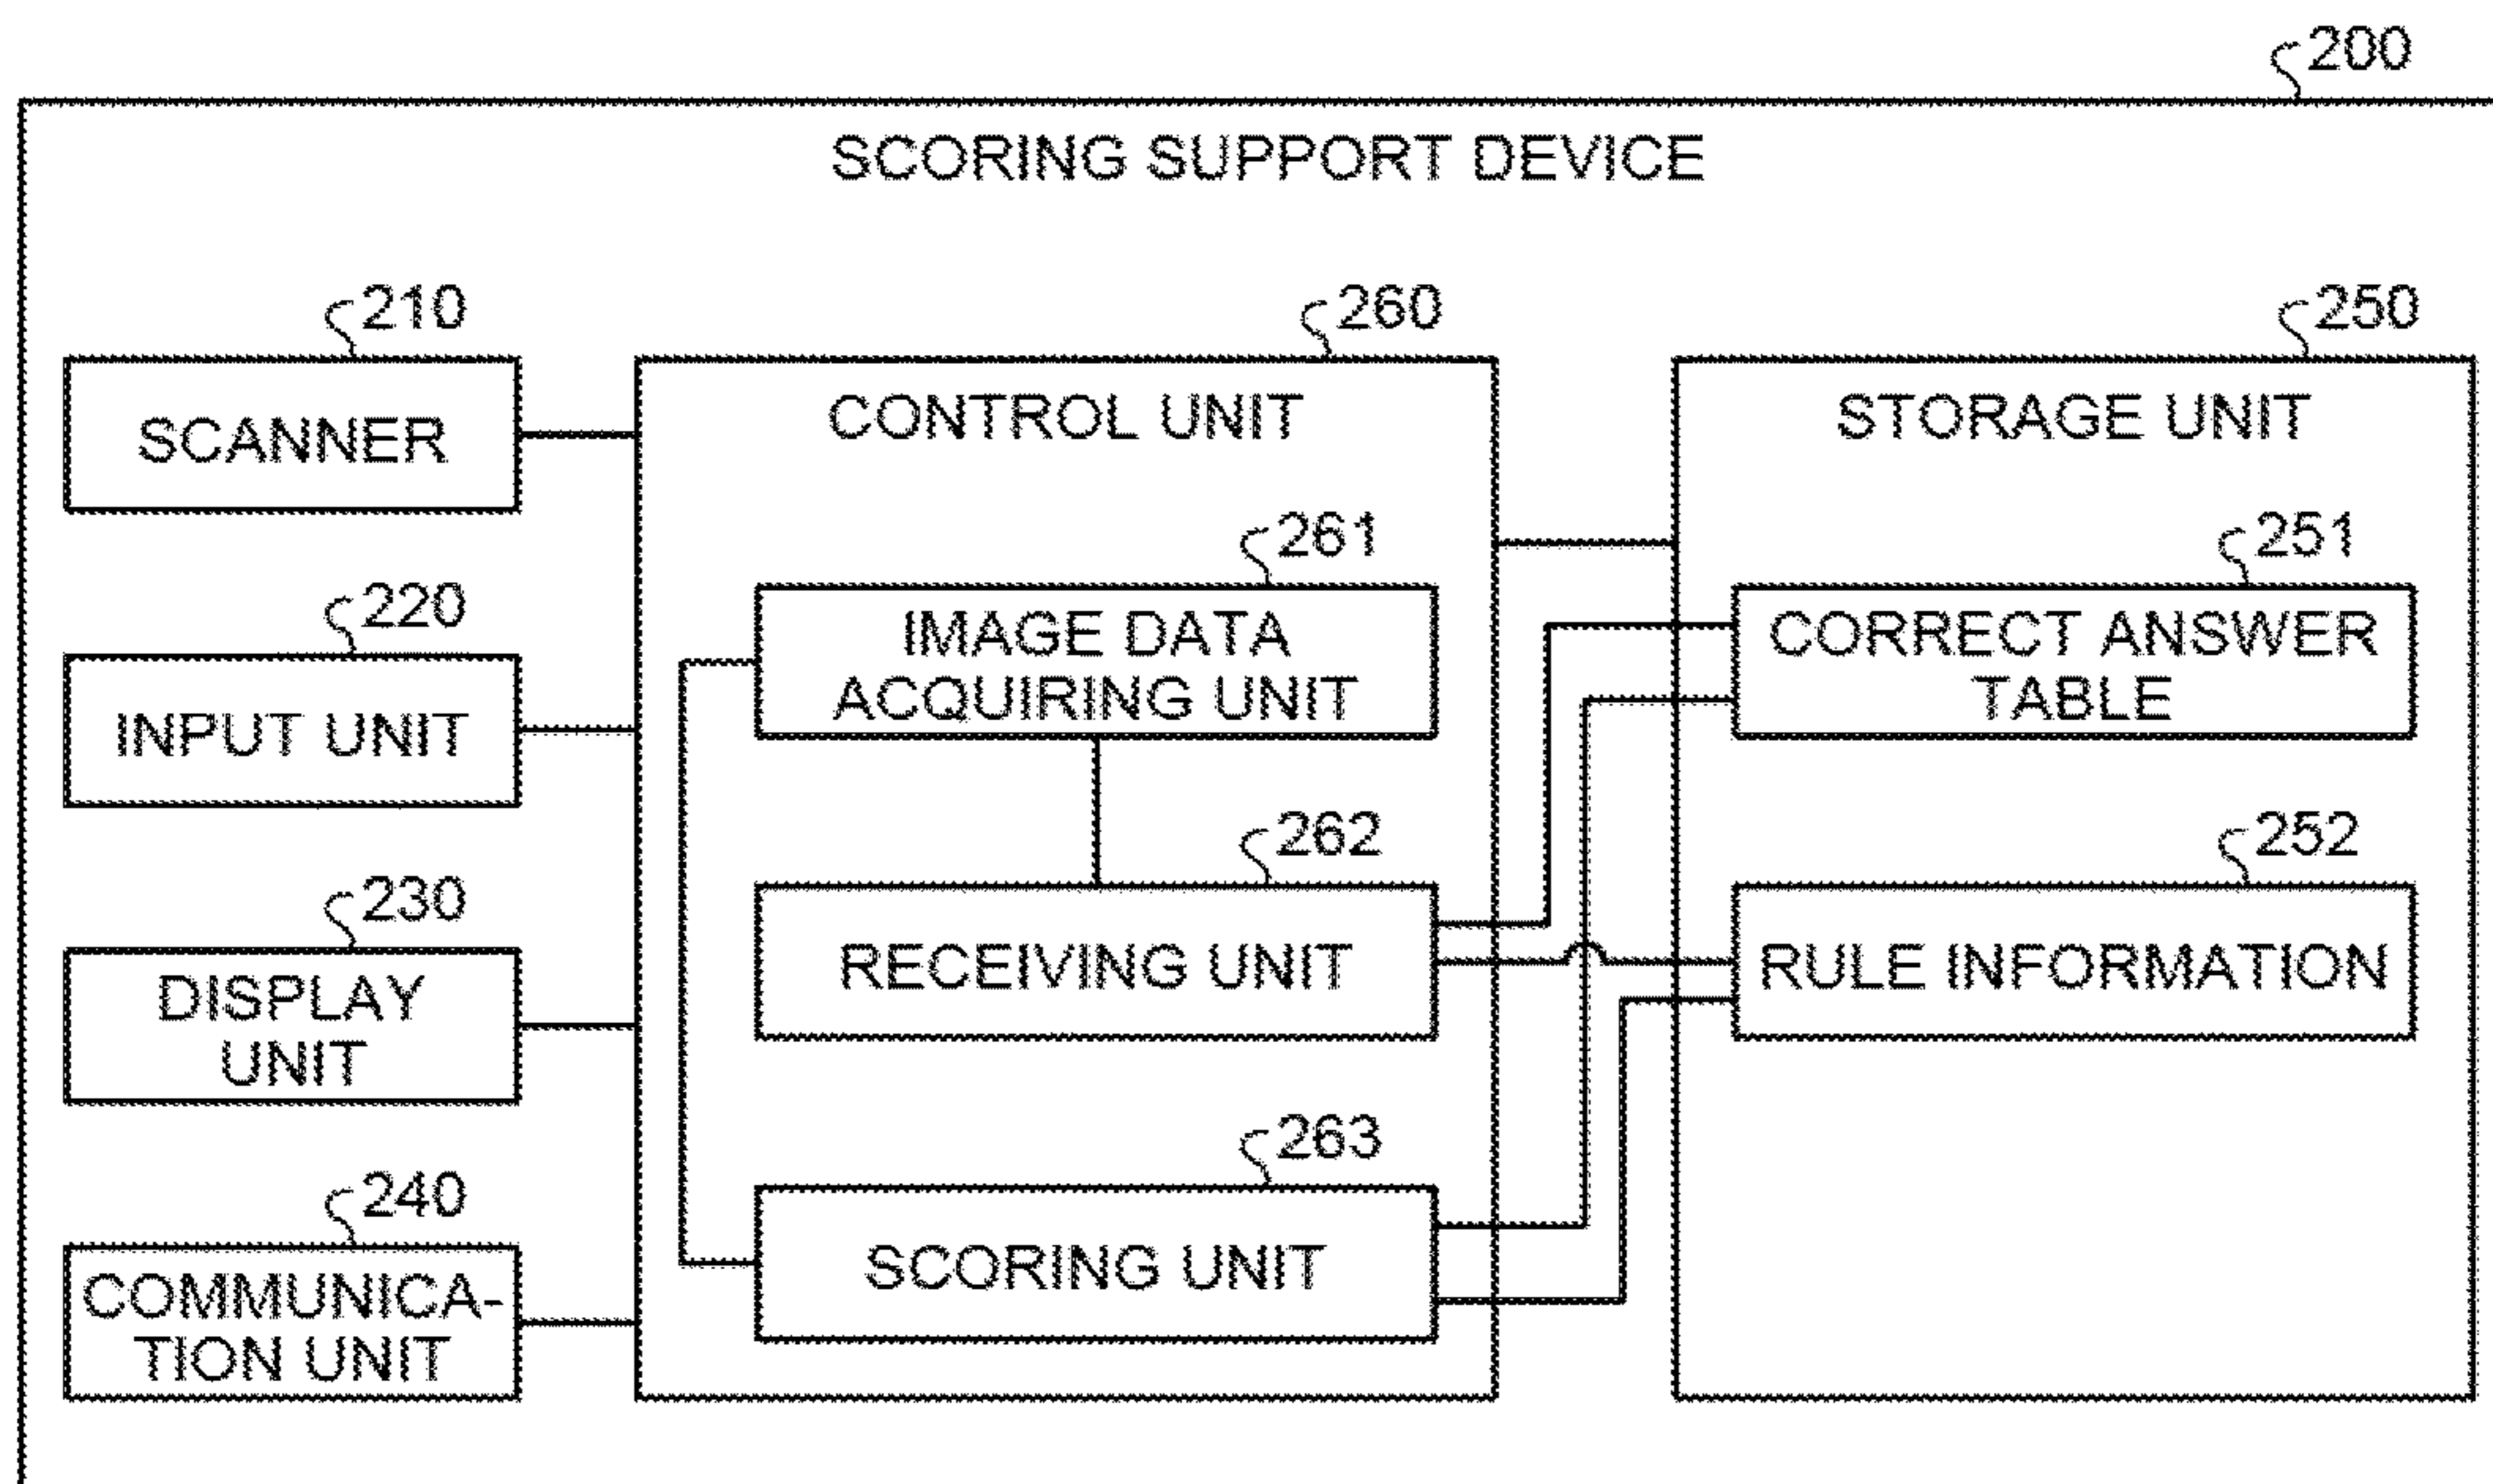 200
SCORING SUPPORT DEVICE
210
SCANNER
220
INPUT UNIT
230
DISPLAY
UNIT
240
COMMUNICA-
TION UNIT
260
CONTROL UNIT
261
IMAGE DATA
ACQUIRING UNIT
262
RECEIVING UNIT
263
SCORING UNIT
250
STORAGE UNIT
251
CORRECT ANSWER
TABLE
252
RULE INFORMATION